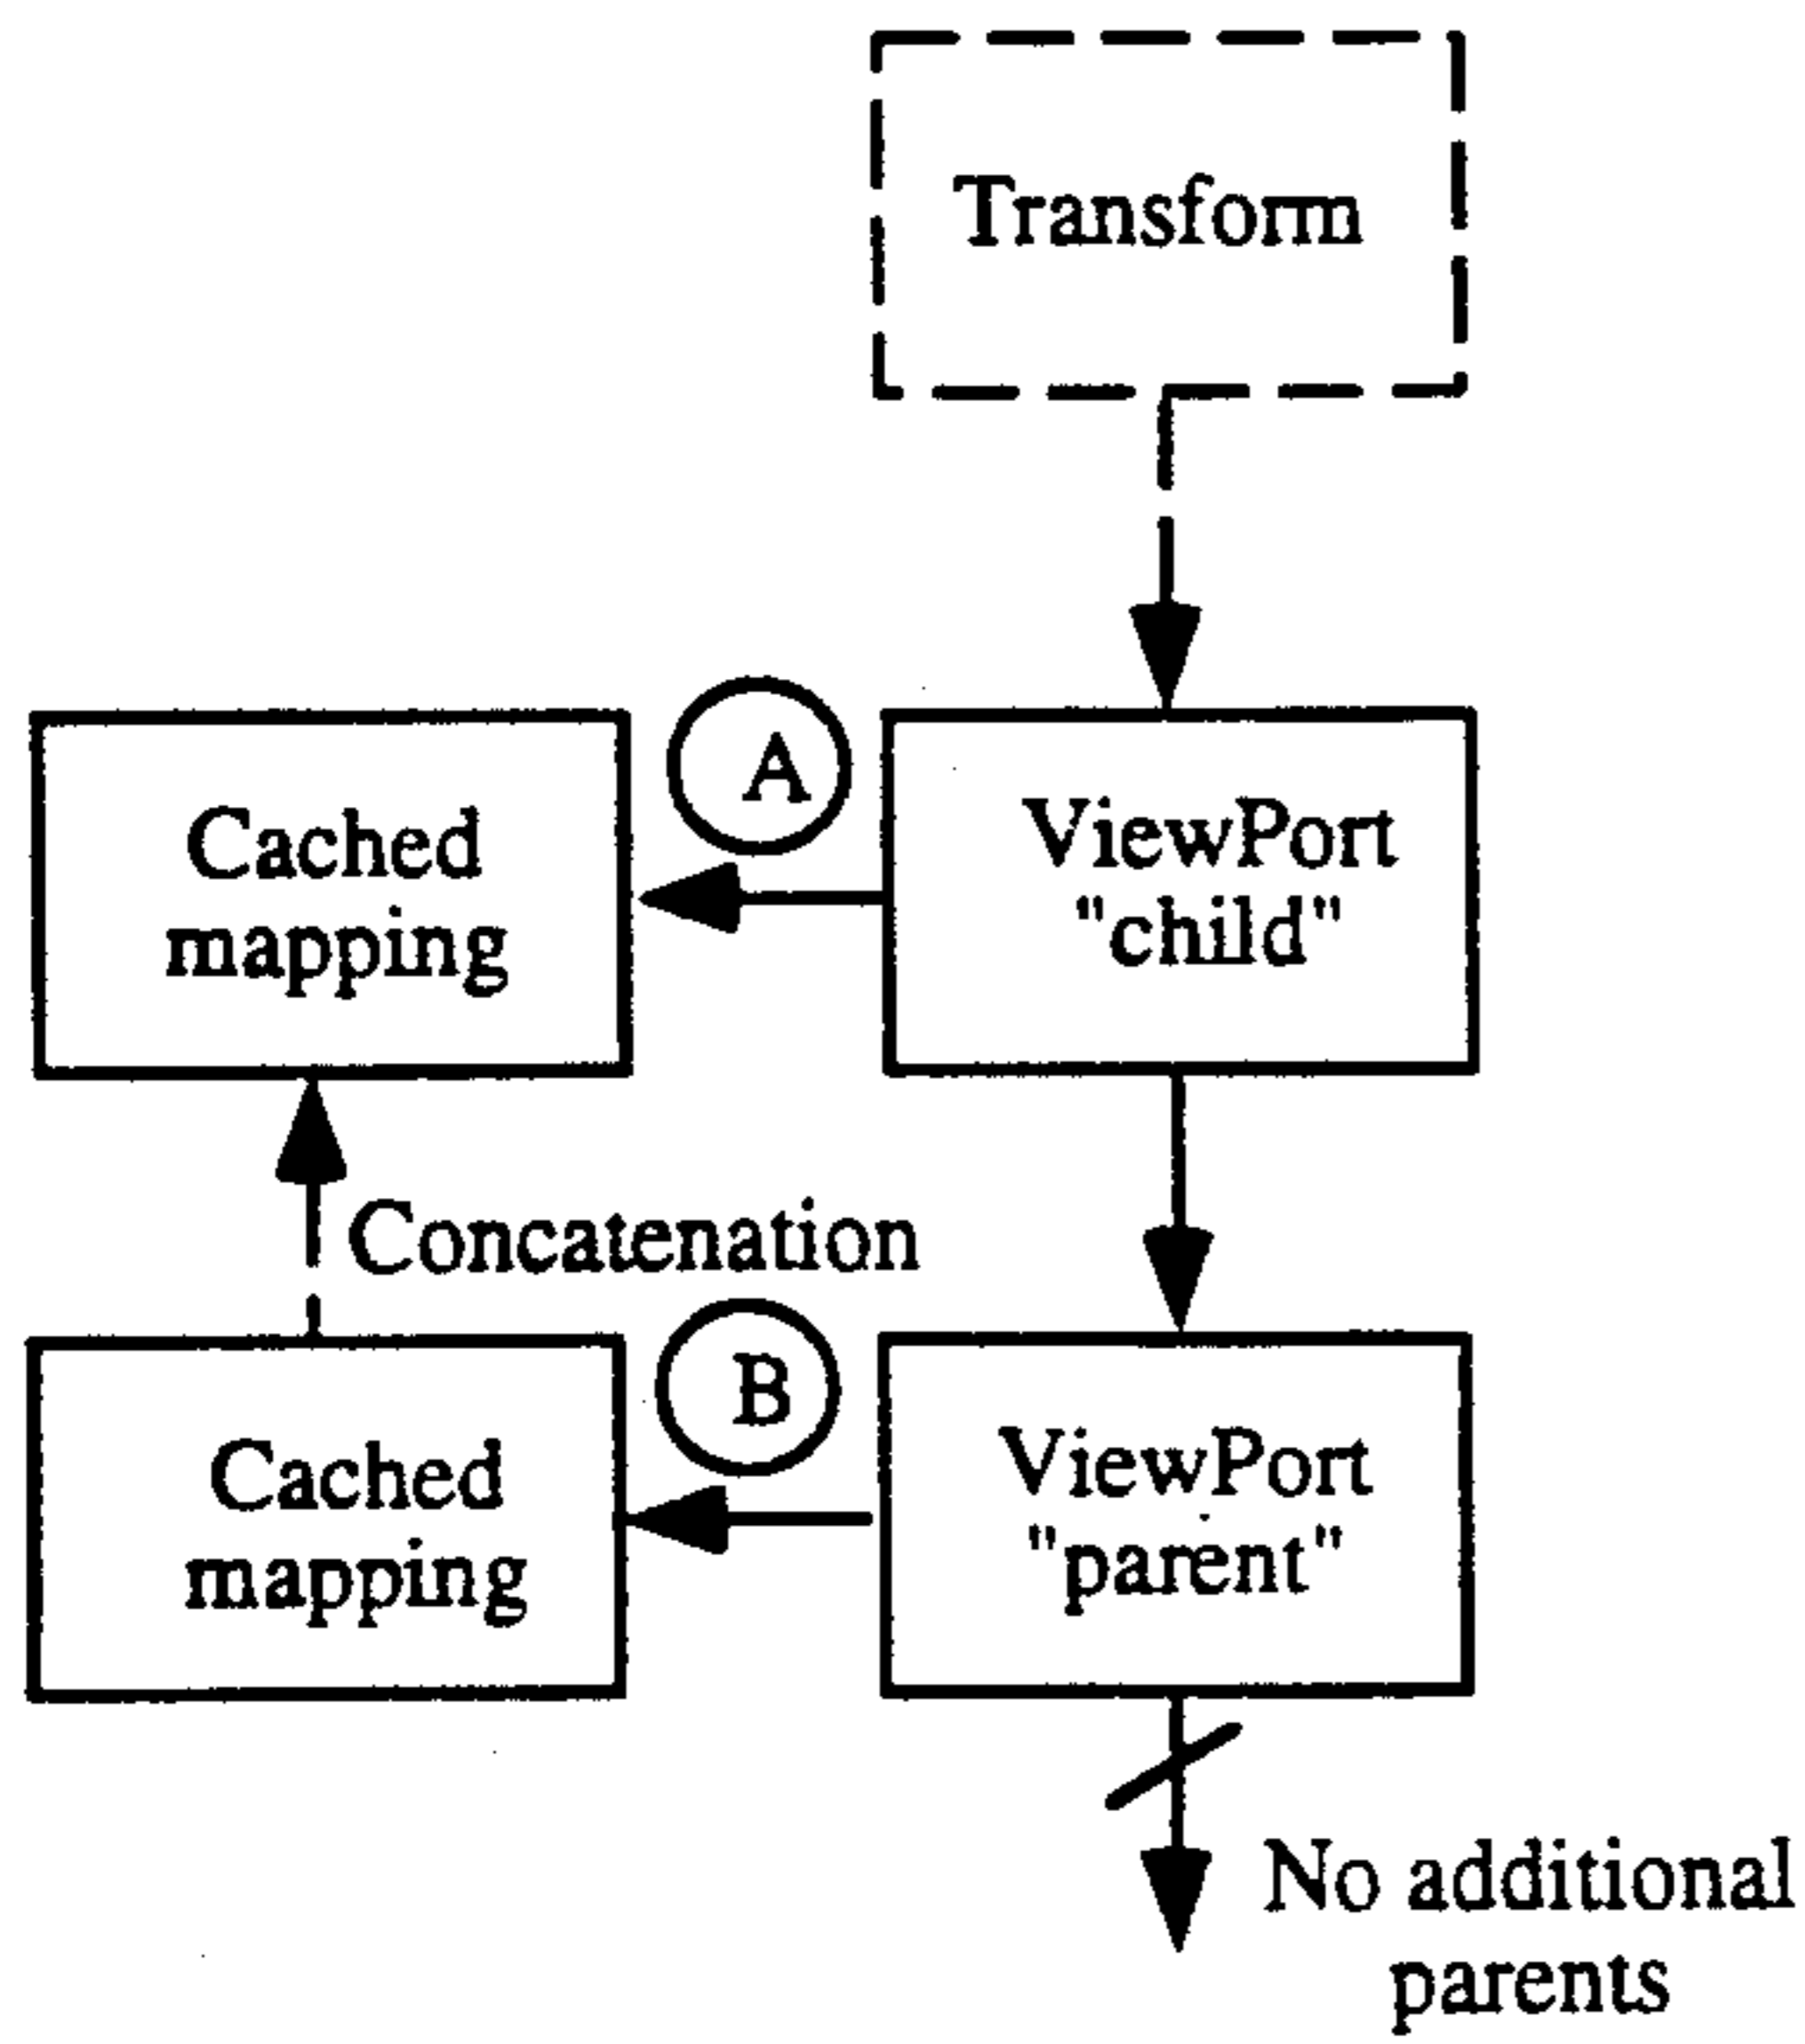 Transform
A
Cached
mapping
ViewPort
"child"
Concatenation
B
Cached
mapping
ViewPort
"parent"
No additional
parents